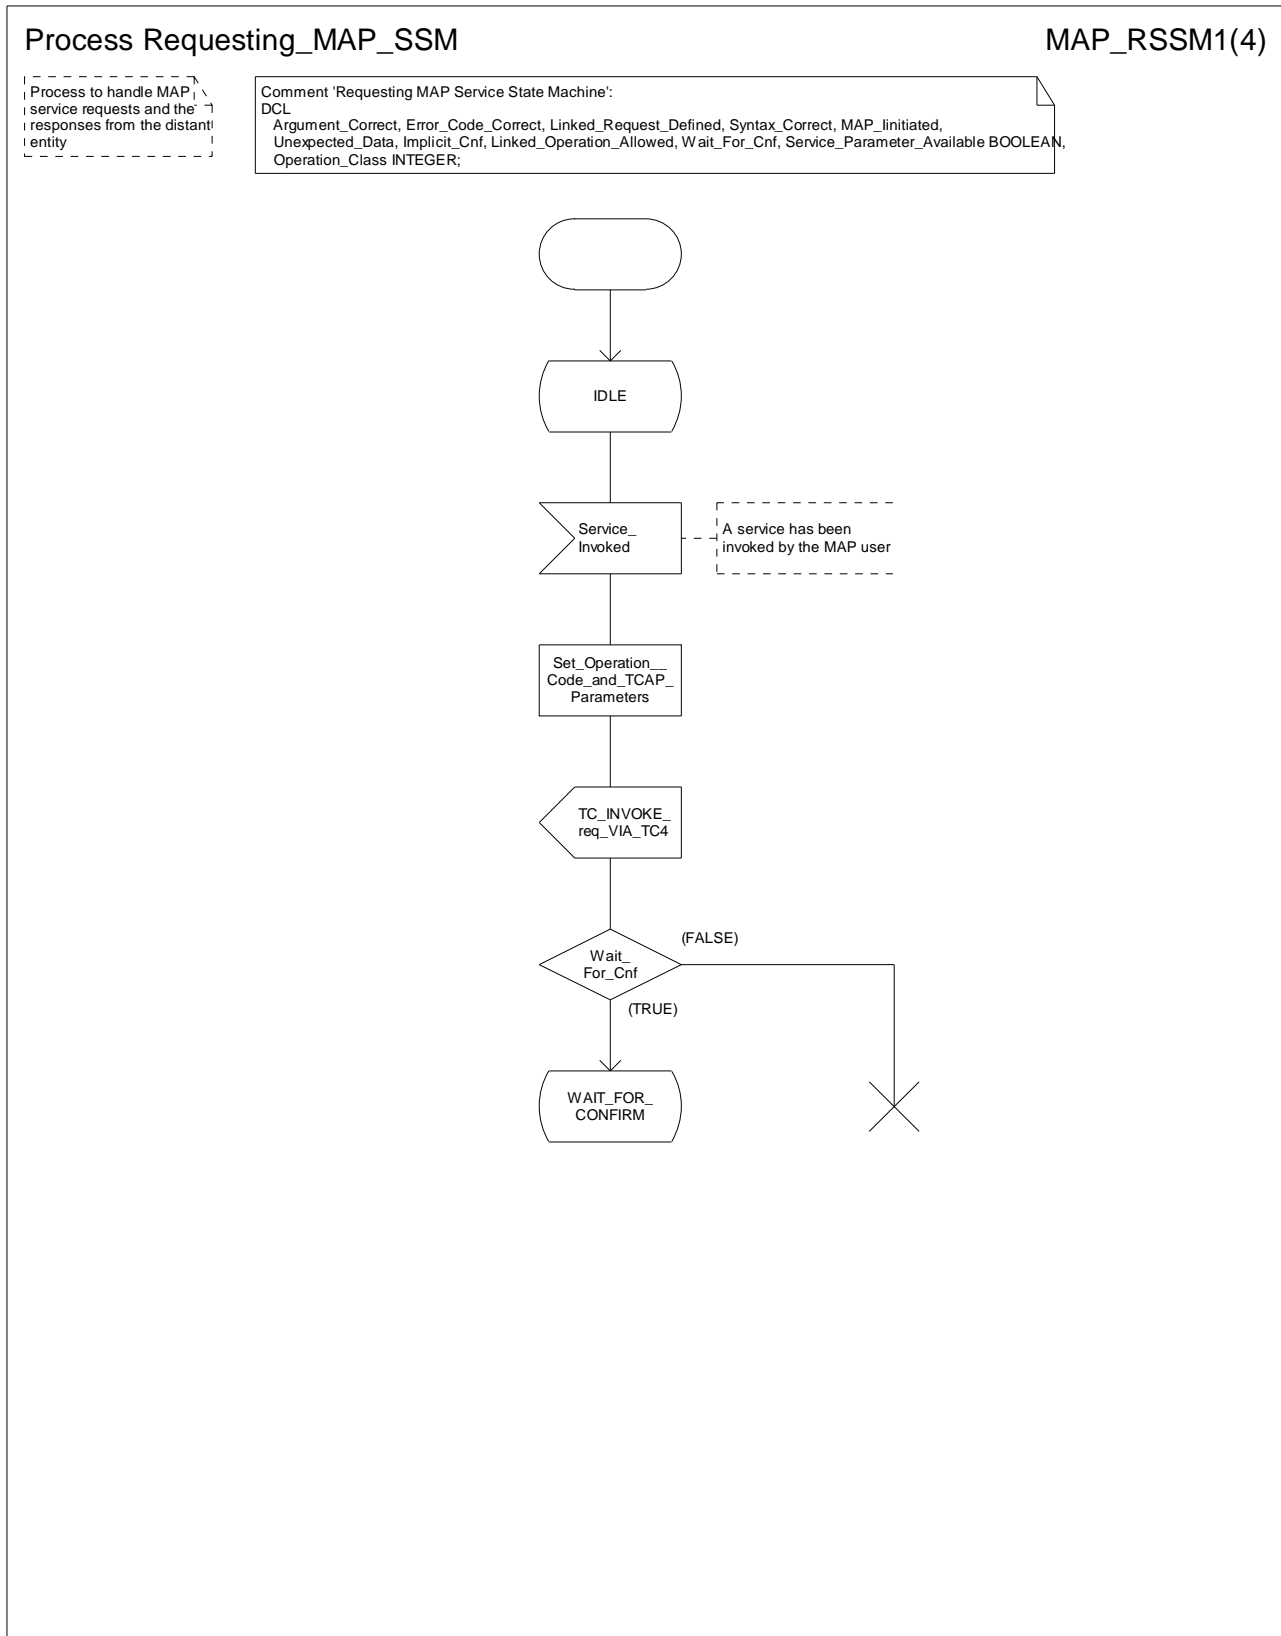 Process Requesting_MAP_SSM
MAP_RSSM1(4)
Process to handle MAP
service requests and the
responses from the distant
entity
Comment 'Requesting MAP Service State Machine':
DCL
Argument_Correct, Error_Code_Correct, Linked_Request_Defined, Syntax_Correct, MAP_Iinitiated,
Unexpected_Data, Implicit_Cnf, Linked_Operation_Allowed, Wait_For_Cnf, Service_Parameter_Available BOOLEAN,
Operation_Class INTEGER;
IDLE
Service_
Invoked
A service has been
invoked by the MAP user
Set_Operation__
Code_and_TCAP_
Parameters
TC_INVOKE_
req_VIA_TC4
Wait_
For_Cnf
(FALSE)
(TRUE)
WAIT_FOR_
CONFIRM